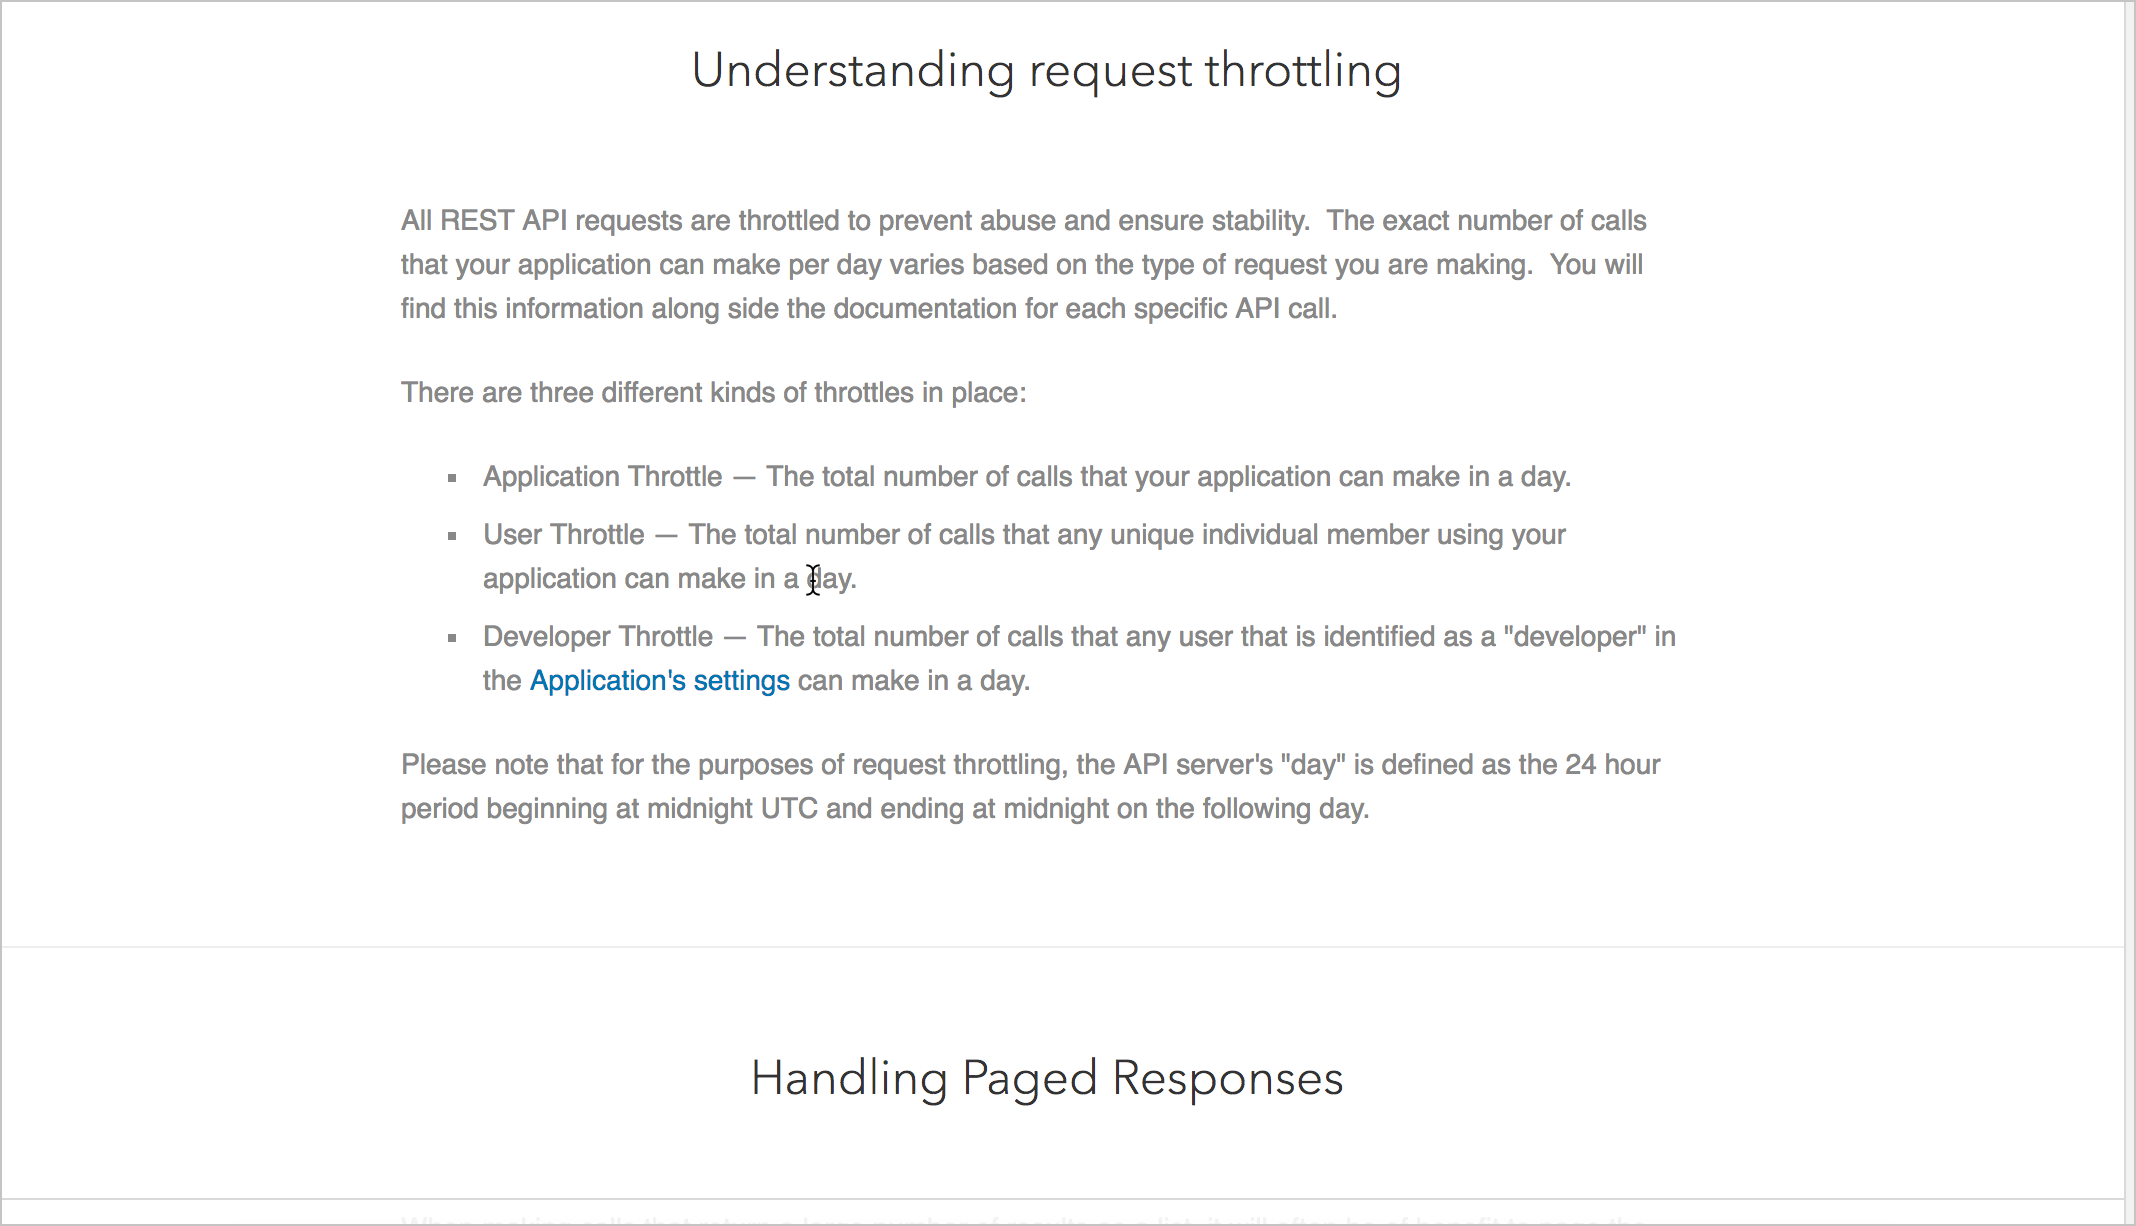 Understanding request throttling
All REST API requests are throttled to prevent abuse and ensure stability.  The exact number of calls
that your application can make per day varies based on the type of request you are making.  You will
find this information along side the documentation for each specific API call.
There are three different kinds of throttles in place:
▪ Application Throttle — The total number of calls that your application can make in a day.
▪ User Throttle — The total number of calls that any unique individual member using your
application can make in a day.
▪ Developer Throttle — The total number of calls that any user that is identified as a "developer" in
the Application's settings can make in a day.
Please note that for the purposes of request throttling, the API server's "day" is defined as the 24 hour
period beginning at midnight UTC and ending at midnight on the following day.
Handling Paged Responses